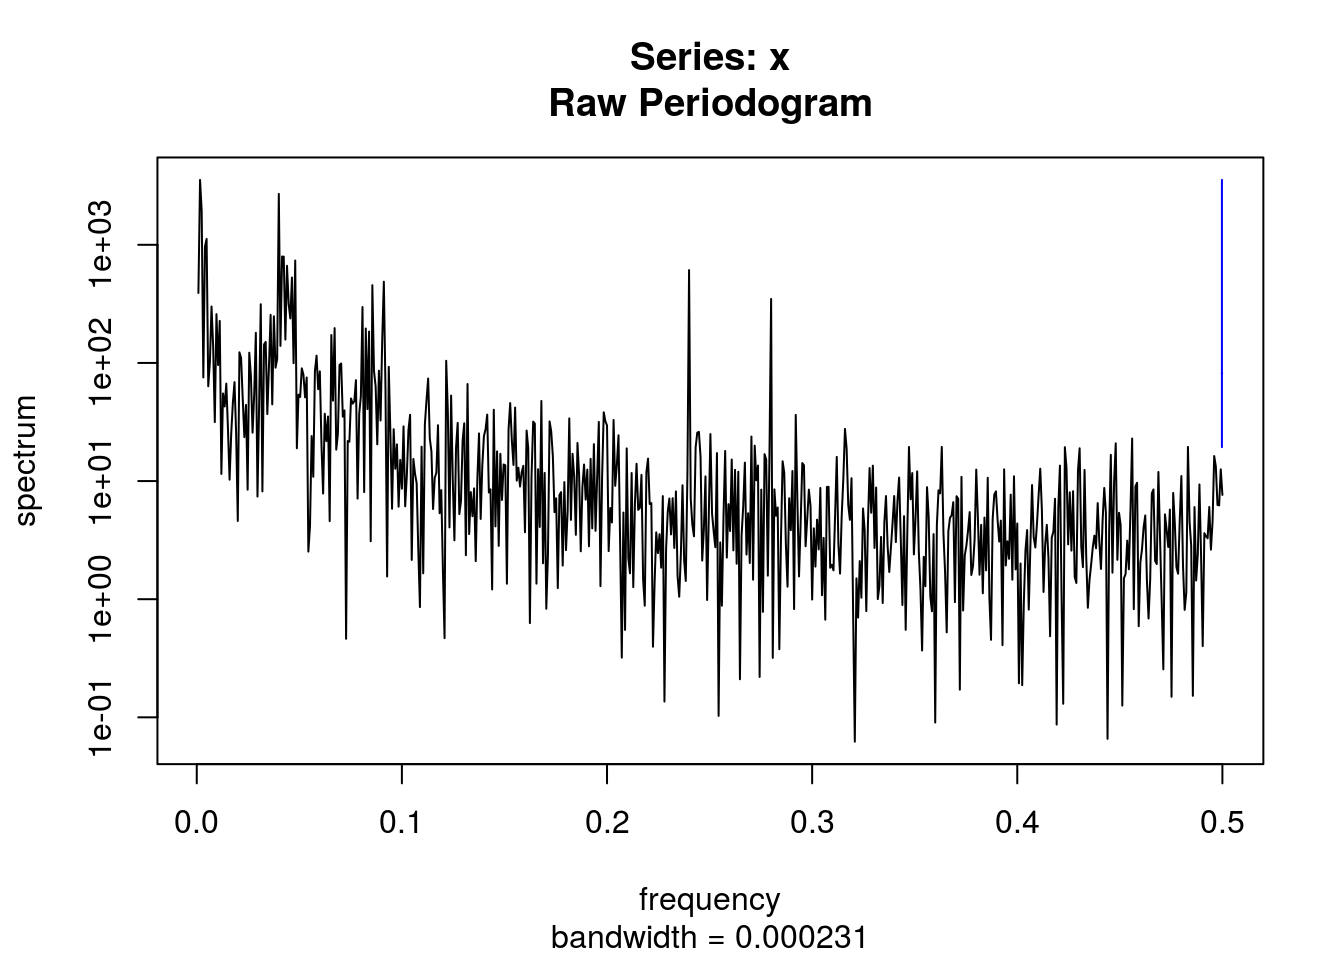 Series: x
Raw Periodogram
spectrum
1e+03
1e+02
1e+01
1e+00
1e-01
0.0 0.1 0.2 0.3 0.4 0.5
frequency
bandwidth = 0.000231